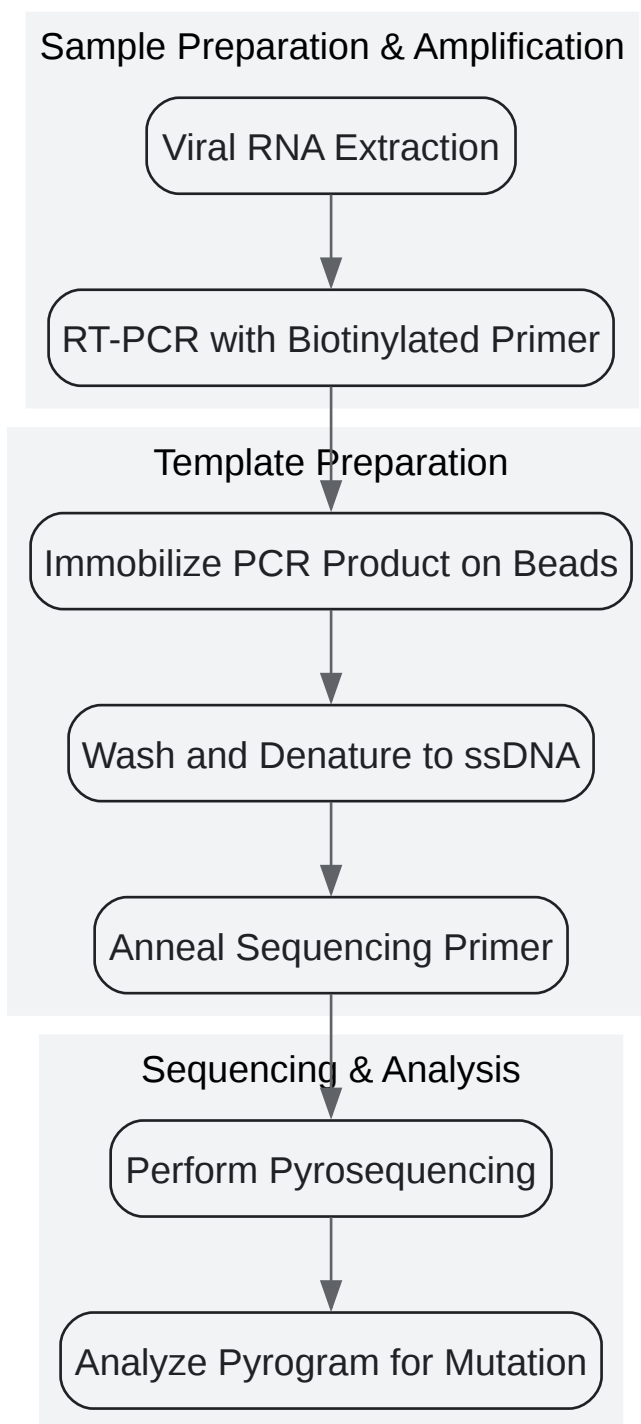 Sample Preparation & Amplification
Viral RNA Extraction
RT-PCR with Biotinylated Primer
Template Preparation
Immobilize PCR Product on Beads
Wash and Denature to ssDNA
Anneal Sequencing Primer
Sequencing & Analysis
Perform Pyrosequencing
Analyze Pyrogram for Mutation